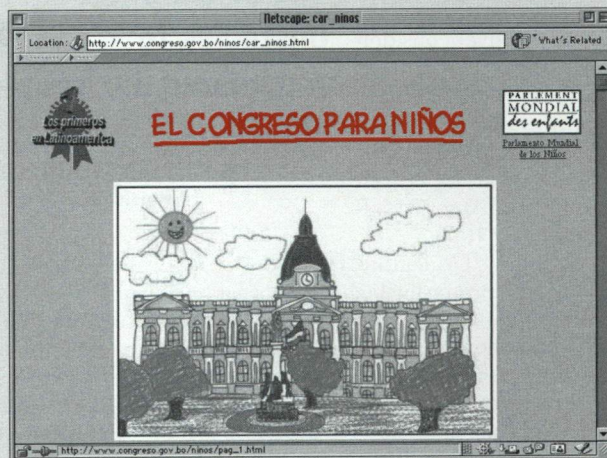 Netscape: car_ninos
Location: http://www.congreso.gov.bo/ninos/car_ninos.html
What's Related
Los primeros
en Latinoamérica
EL CONGRESO PARA NIÑOS
PARLEMENT
MONDIAL
des enfants
Parlamento Mundial
de los Niños
http://www.congreso.gov.bo/ninos/pag_1.html